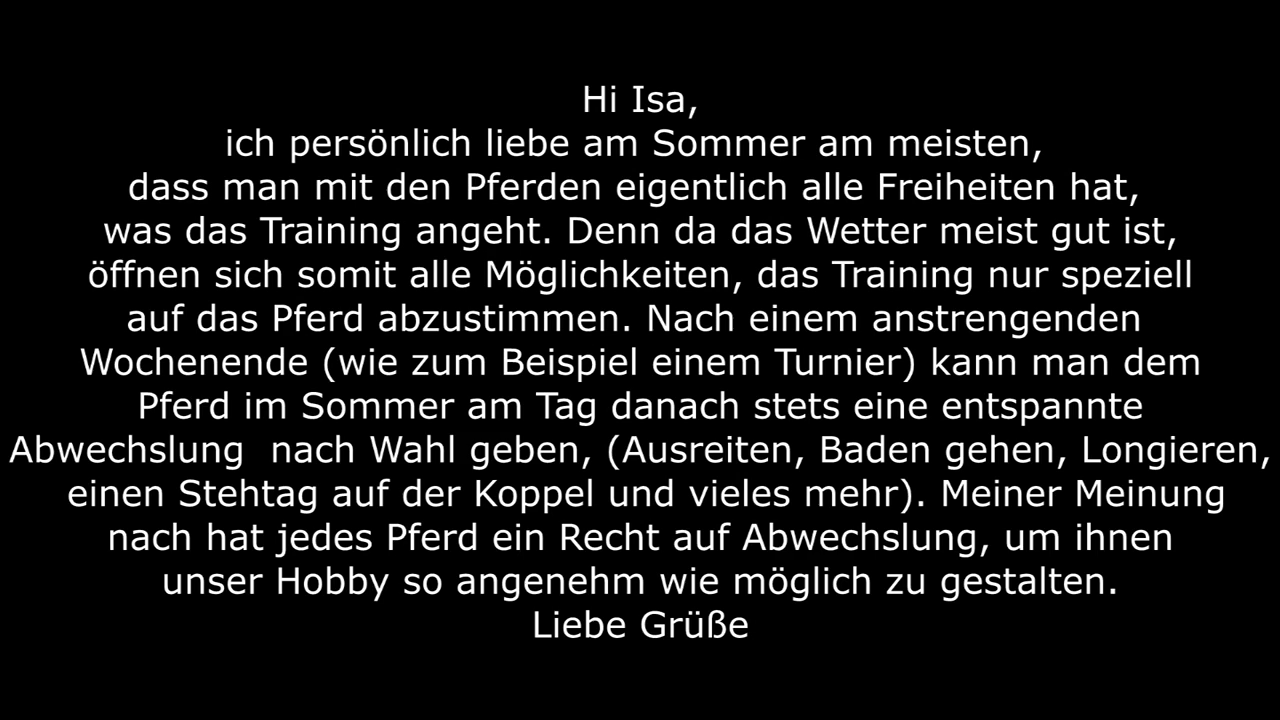 Hi Isa,
ich persönlich liebe am Sommer am meisten,
dass man mit den Pferden eigentlich alle Freiheiten hat,
was das Training angeht. Denn da das Wetter meist gut ist,
öffnen sich somit alle Möglichkeiten, das Training nur speziell
auf das Pferd abzustimmen. Nach einem anstrengenden
Wochenende (wie zum Beispiel einem Turnier) kann man dem
Pferd im Sommer am Tag danach stets eine entspannte
Abwechslung  nach Wahl geben, (Ausreiten, Baden gehen, Longieren,
einen Stehtag auf der Koppel und vieles mehr). Meiner Meinung
nach hat jedes Pferd ein Recht auf Abwechslung, um ihnen
unser Hobby so angenehm wie möglich zu gestalten.
Liebe Grüße